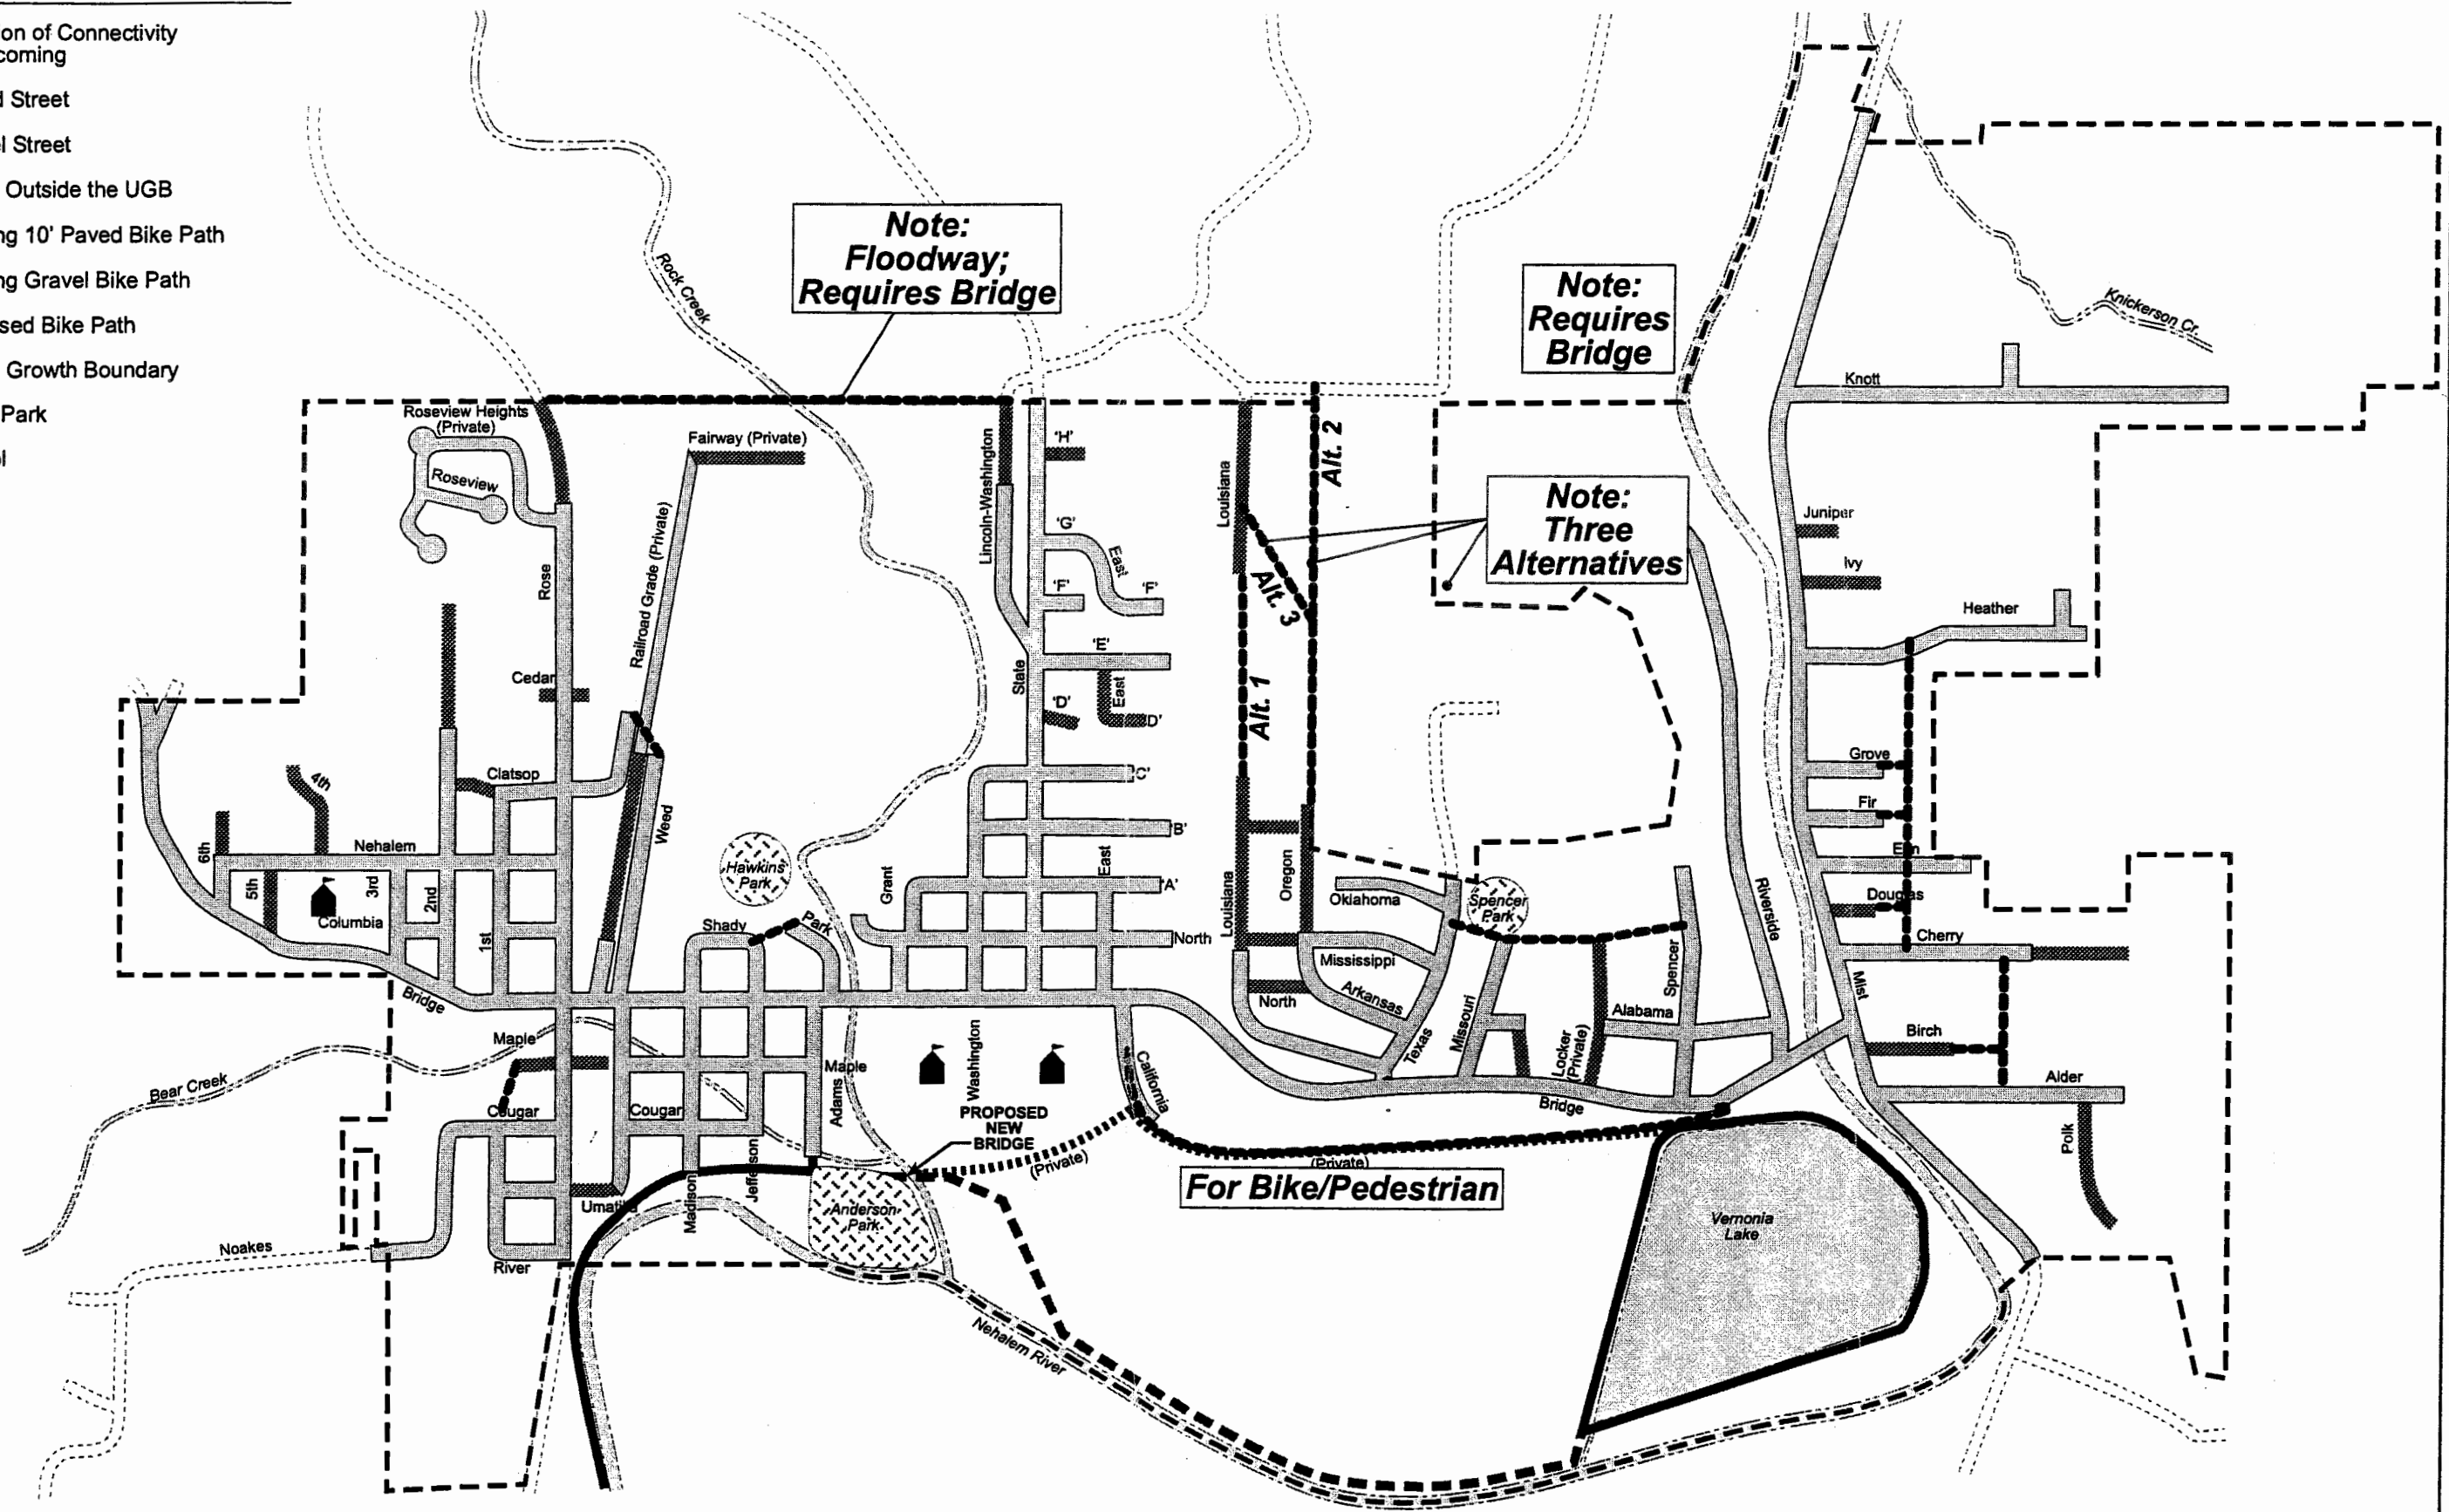 on of Connectivity
coming
d Street
l Street
Outside the UGB
ng 10' Paved Bike Path
ng Gravel Bike Path
sed Bike Path
Growth Boundary
Park
l
Note:
Floodway;
Requires Bridge
Note:
Requires
Bridge
Note:
Three
Alternatives
Rock Creek
Knickerson Cr.
Knott
Roseview Heights
(Private)
Roseview
Fairway (Private)
Railroad Grade (Private)
Rose
Cedar
Lincoln-Washington
'H'
'G'
East
'F'
'F'
'E'
State
'D'
East
'D'
'C'
'B'
'A'
East
North
Louisiana
Alt. 2
Alt. 3
Alt. 1
Juniper
Ivy
Heather
Grove
Fir
Elm
Douglas
Cherry
4th
Clatsop
Weed
6th
Nehalem
5th
3rd
2nd
Columbia
1st
Hawkins
Park
Grant
Shady
Park
Louisiana
Oregon
Oklahoma
Spencer
Park
Mississippi
Arkansas
North
Texas
Missouri
Locker
(Private)
Spencer
Alabama
Riverside
Mist
Birch
Alder
Polk
Bridge
Maple
Bear Creek
Cougar
Cougar
Maple
Adams
Washington
California
PROPOSED
NEW
BRIDGE
(Private)
Bridge
(Private)
For Bike/Pedestrian
Jefferson
Madison
Umatilla
Anderson
Park
Vernonia
Lake
Noakes
River
Nehalem River